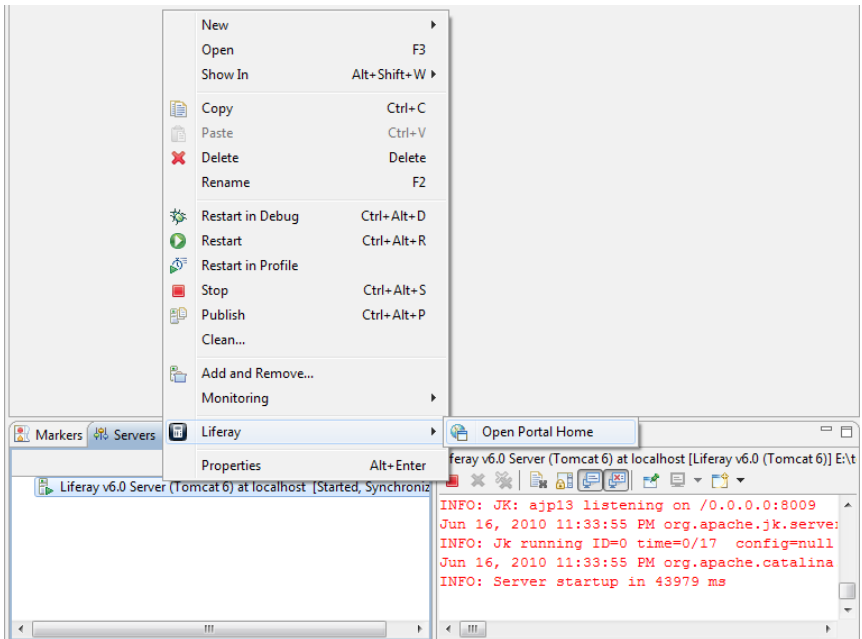 New
Open F3
Show In Alt+Shift+W
Copy Ctrl+C
Paste Ctrl+V
Delete Delete
Rename F2
Restart in Debug Ctrl+Alt+D
Restart Ctrl+Alt+R
Restart in Profile
Stop Ctrl+Alt+S
Publish Ctrl+Alt+P
Clean...
Add and Remove...
Monitoring
Liferay
Open Portal Home
Properties Alt+Enter
Markers Servers
Liferay v6.0 Server (Tomcat 6) at localhost [Started, Synchroniz
feray v6.0 Server (Tomcat 6) at localhost [Liferay v6.0 (Tomcat 6)] E:\t
INFO: JK: ajp13 listening on /0.0.0.0:8009
Jun 16, 2010 11:33:55 PM org.apache.jk.server
INFO: Jk running ID=0 time=0/17 config=null
Jun 16, 2010 11:33:55 PM org.apache.catalina
INFO: Server startup in 43979 ms